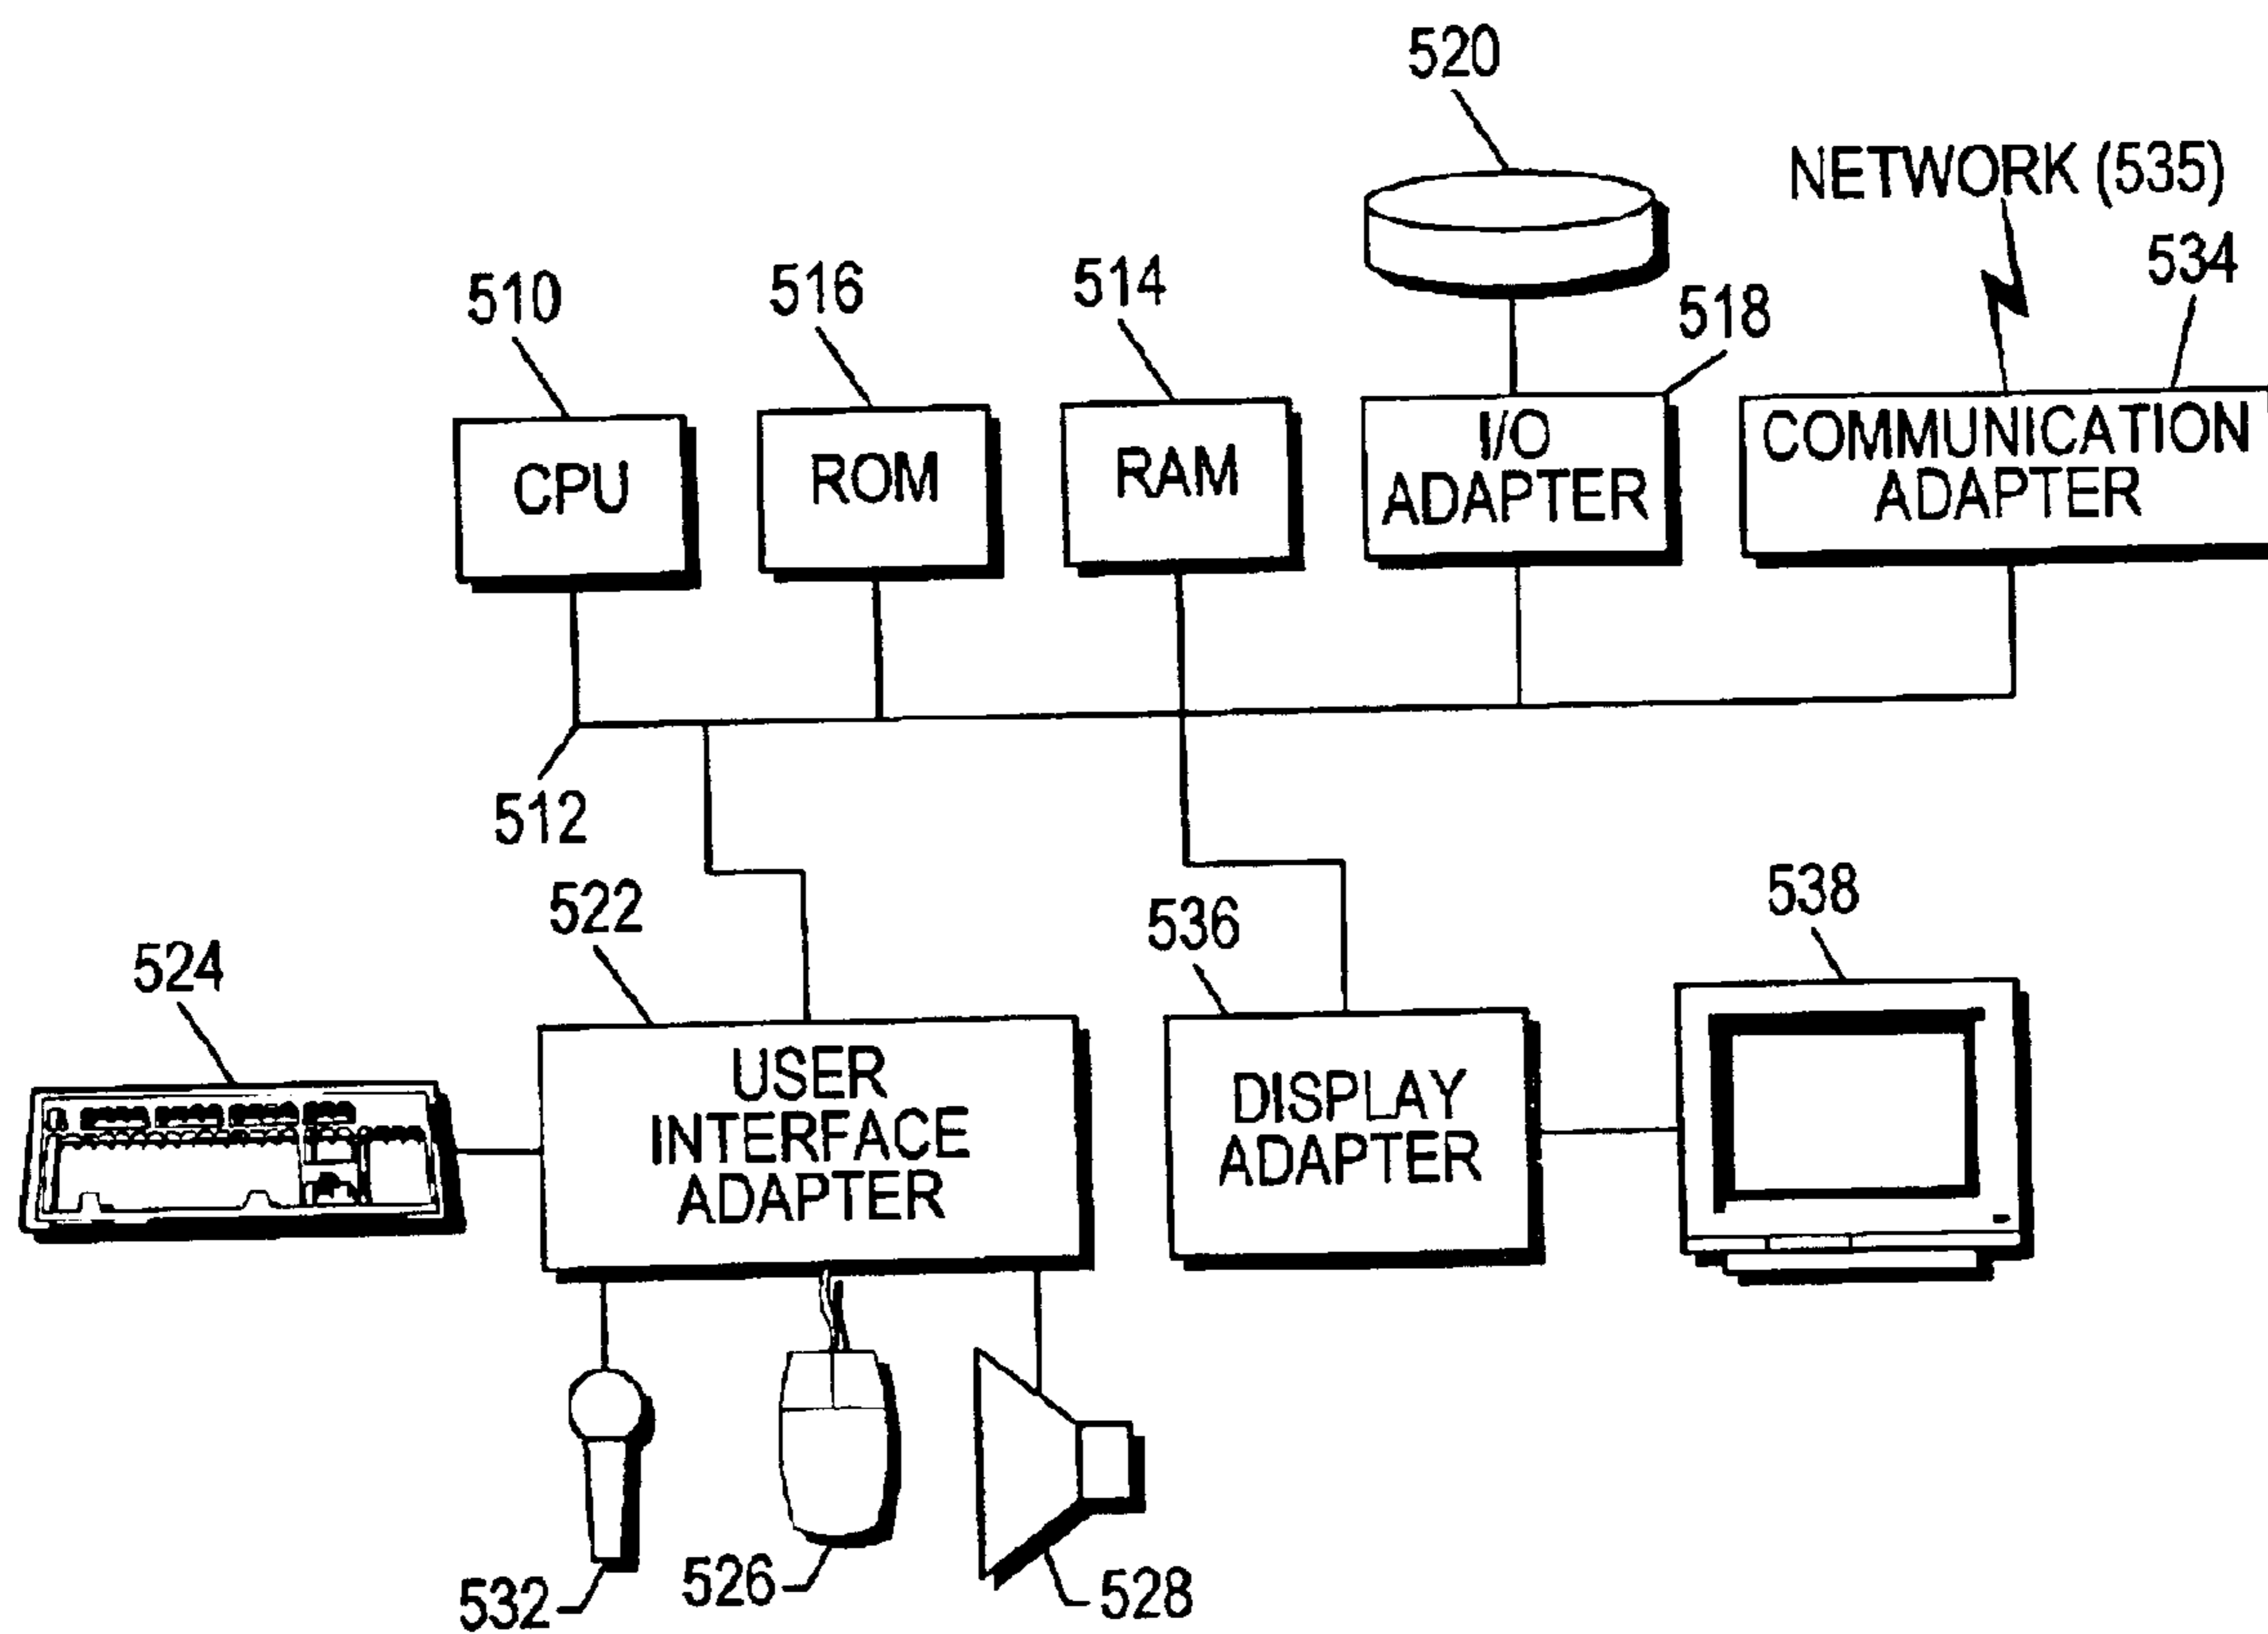 520
NETWORK (535)
534
510
516
514
518
CPU
ROM
RAM
I/O
ADAPTER
COMMUNICATION
ADAPTER
512
522
536
538
524
USER
INTERFACE
ADAPTER
DISPLAY
ADAPTER
532
526
528